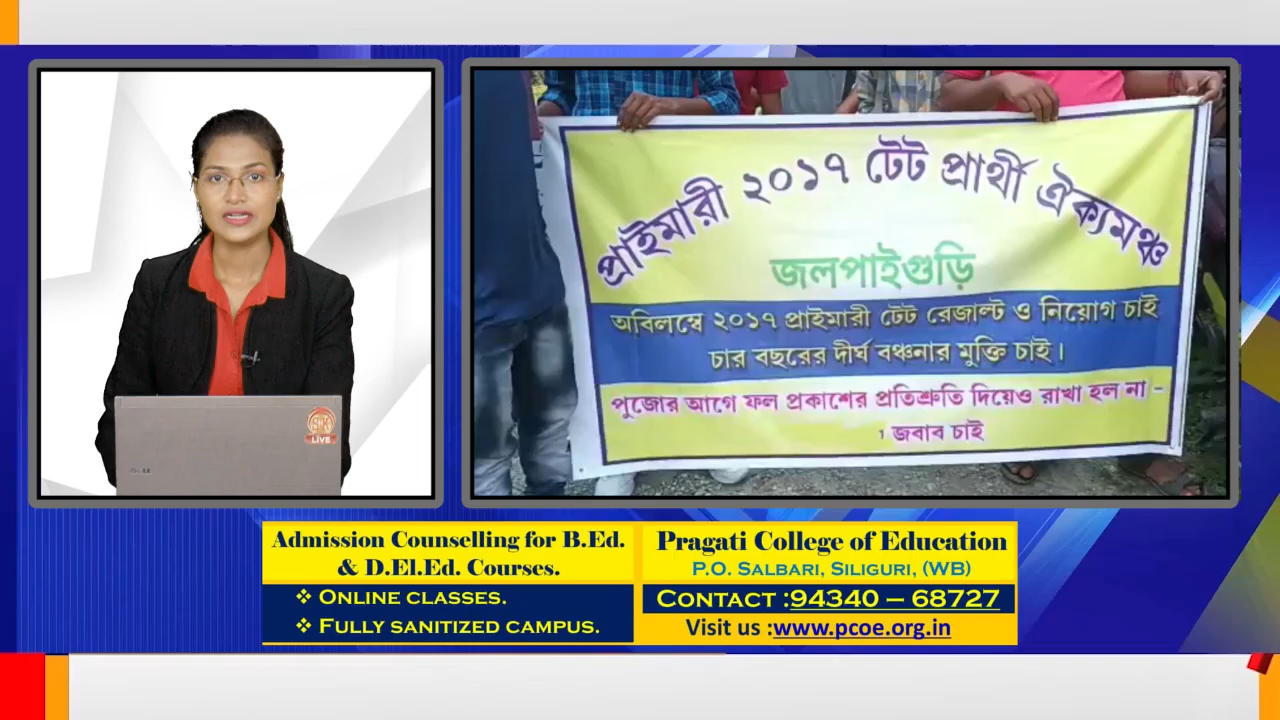 প্রাইমারী ২০১৭ টেট প্রার্থী ঐক্যমঞ্চ
জলপাইগুড়ি
অবিলম্বে ২০১৭ প্রাইমারী টেট রেজাল্ট ও নিয়োগ চাই
চার বছরের দীর্ঘ বঞ্চনার মুক্তি চাই।
পুজোর আগে ফল প্রকাশের প্রতিশ্রুতি দিয়েও রাখা হল না -
জবাব চাই
LIVE
Admission Counselling for B.Ed.
& D.El.Ed. Courses.
❖ ONLINE CLASSES.
❖ FULLY SANITIZED CAMPUS.
Pragati College of Education
P.O. SALBARI, SILIGURI, (WB)
CONTACT :94340 – 68727
Visit us :www.pcoe.org.in